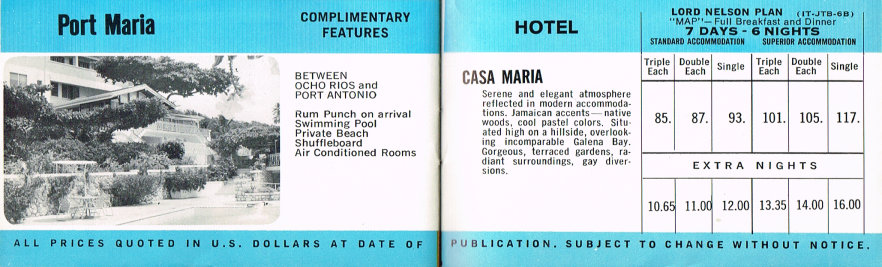 Port Maria
COMPLIMENTARY
FEATURES
BETWEEN
OCHO RIOS and
PORT ANTONIO
Rum Punch on arrival
Swimming Pool
Private Beach
Shuffleboard
Air Conditioned Rooms
HOTEL
CASA MARIA
Serene and elegant atmosphere
reflected in modern accommoda-
tions. Jamaican accents—native
woods, cool pastel colors. Situ-
ated high on a hillside, overlook-
ing incomparable Galena Bay.
Gorgeous, terraced gardens, ra-
diant surroundings, gay diver-
sions.
LORD NELSON PLAN (IT-JTB-6B)
"MAP"—Full Breakfast and Dinner
7 DAYS - 6 NIGHTS
STANDARD ACCOMMODATION SUPERIOR ACCOMMODATION
Triple Each Double Each Single Triple Each Double Each Single
85. 87. 93. 101. 105. 117.
EXTRA NIGHTS
10.65 11.00 12.00 13.35 14.00 16.00
ALL PRICES QUOTED IN U.S. DOLLARS AT DATE OF PUBLICATION. SUBJECT TO CHANGE WITHOUT NOTICE.